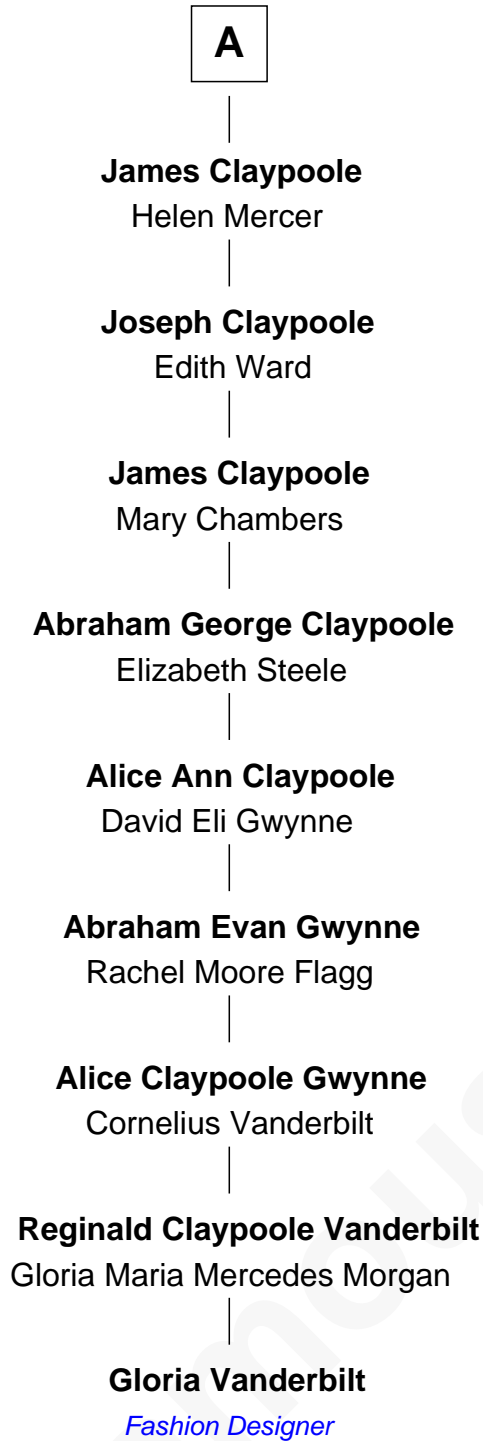 A
James Claypoole
Helen Mercer
Joseph Claypoole
Edith Ward
James Claypoole
Mary Chambers
Abraham George Claypoole
Elizabeth Steele
Alice Ann Claypoole
David Eli Gwynne
Abraham Evan Gwynne
Rachel Moore Flagg
Alice Claypoole Gwynne
Cornelius Vanderbilt
Reginald Claypoole Vanderbilt
Gloria Maria Mercedes Morgan
Gloria Vanderbilt
Fashion Designer